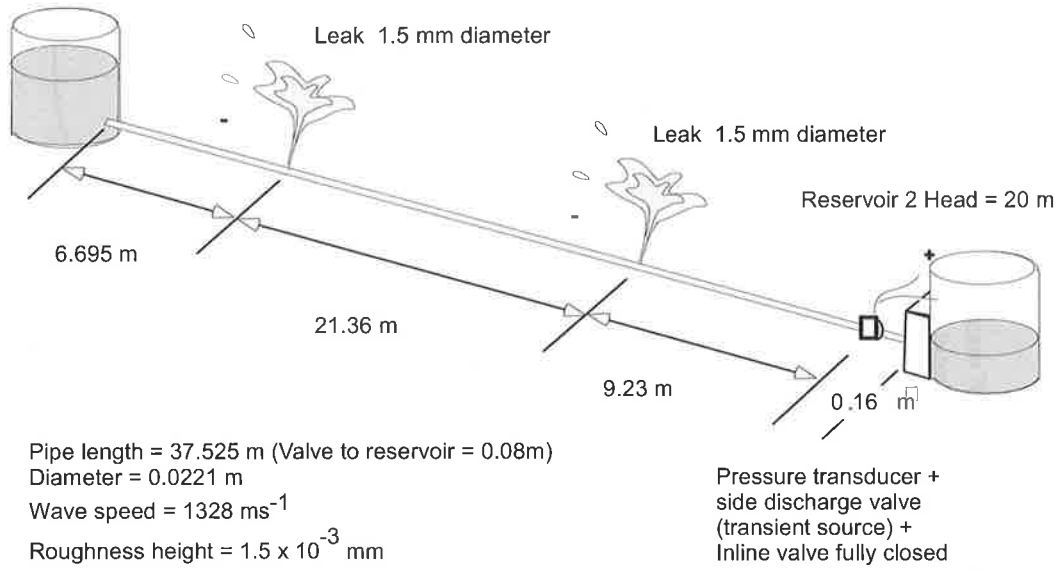 Leak 1.5 mm diameter
Leak 1.5 mm diameter
Reservoir 2 Head = 20 m
+
6.695 m
21.36 m
9.23 m
0.16 m
Pipe length = 37.525 m (Valve to reservoir = 0.08m)
Diameter = 0.0221 m
Wave speed = 1328 ms⁻¹
Roughness height = 1.5 x 10⁻³ mm
Pressure transducer +
side discharge valve
(transient source) +
Inline valve fully closed